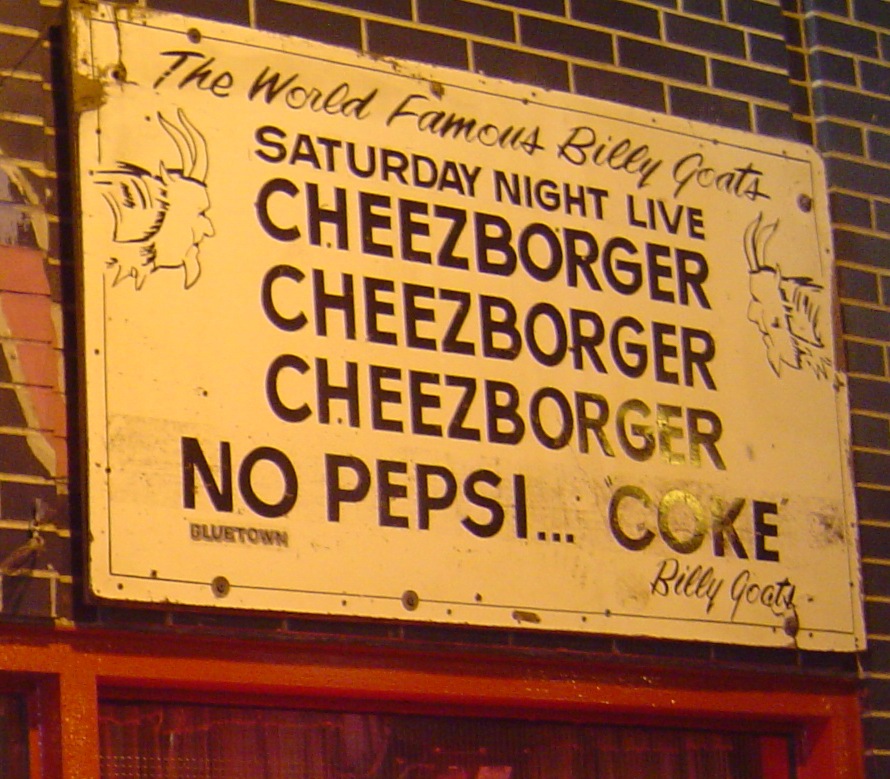 The World Famous Billy Goats
SATURDAY NIGHT LIVE
CHEEZBORGER
CHEEZBORGER
CHEEZBORGER
NO PEPSI... "COKE"
BLUETOWN
Billy Goats